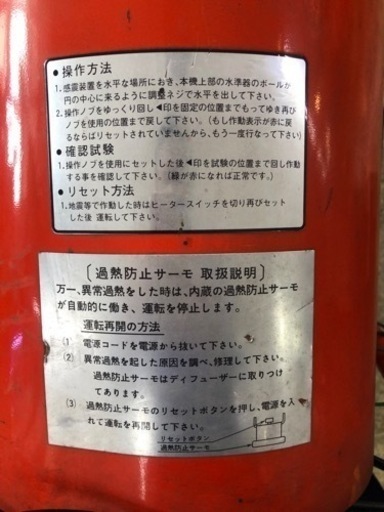 ●操作方法
1.感震装置を水平な場所におき、本機上部の水準器のボールが
円の中心に来るように調整ネジで水平を出して下さい。
2.操作ノブをゆっくり回し◀印を固定の位置までもってゆき再び
ノブを使用の位置まで戻して下さい。(もし作動表示が赤に戻
るならばリセットされていませんから、もう一度行なって下さい)
●確認試験
1.操作ノブを使用にセットした後◀印を試験の位置まで回し作動
する事を確認して下さい。(緑が赤になれば正常です。)
●リセット方法
1.地震等で作動した時はヒータースイッチを切り再びセット
した後 運転して下さい。
〔過熱防止サーモ 取扱説明〕
万一、異常過熱をした時は、内蔵の過熱防止サーモ
が自動的に働き、運転を停止します。
運転再開の方法
(1) 電源コードを電源から抜いて下さい。
(2) 異常過熱を起した原因を調べ、修理して下さい。
過熱防止サーモはディフューザーに取りつけ
てあります。
(3) 過熱防止サーモのリセットボタンを押し、電源を入
れて運転を再開して下さい。
リセットボタン
過熱防止サーモ